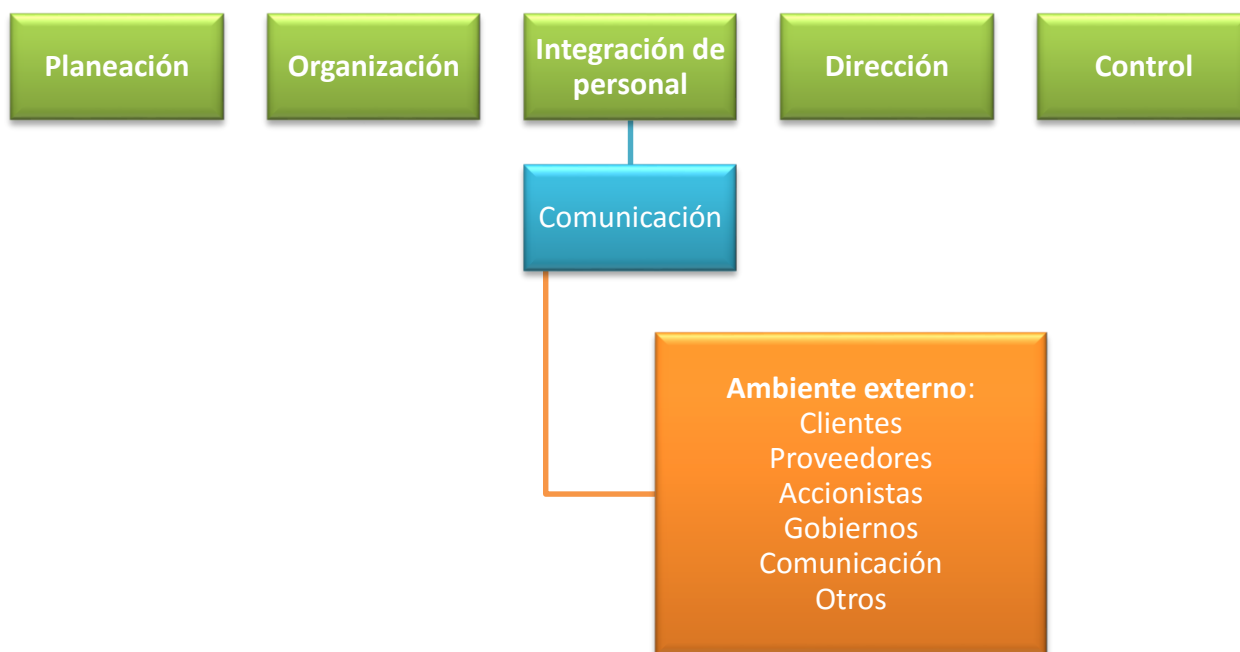 Planeación
Organización
Integración de
personal
Dirección
Control
Comunicación
Ambiente externo:
Clientes
Proveedores
Accionistas
Gobiernos
Comunicación
Otros